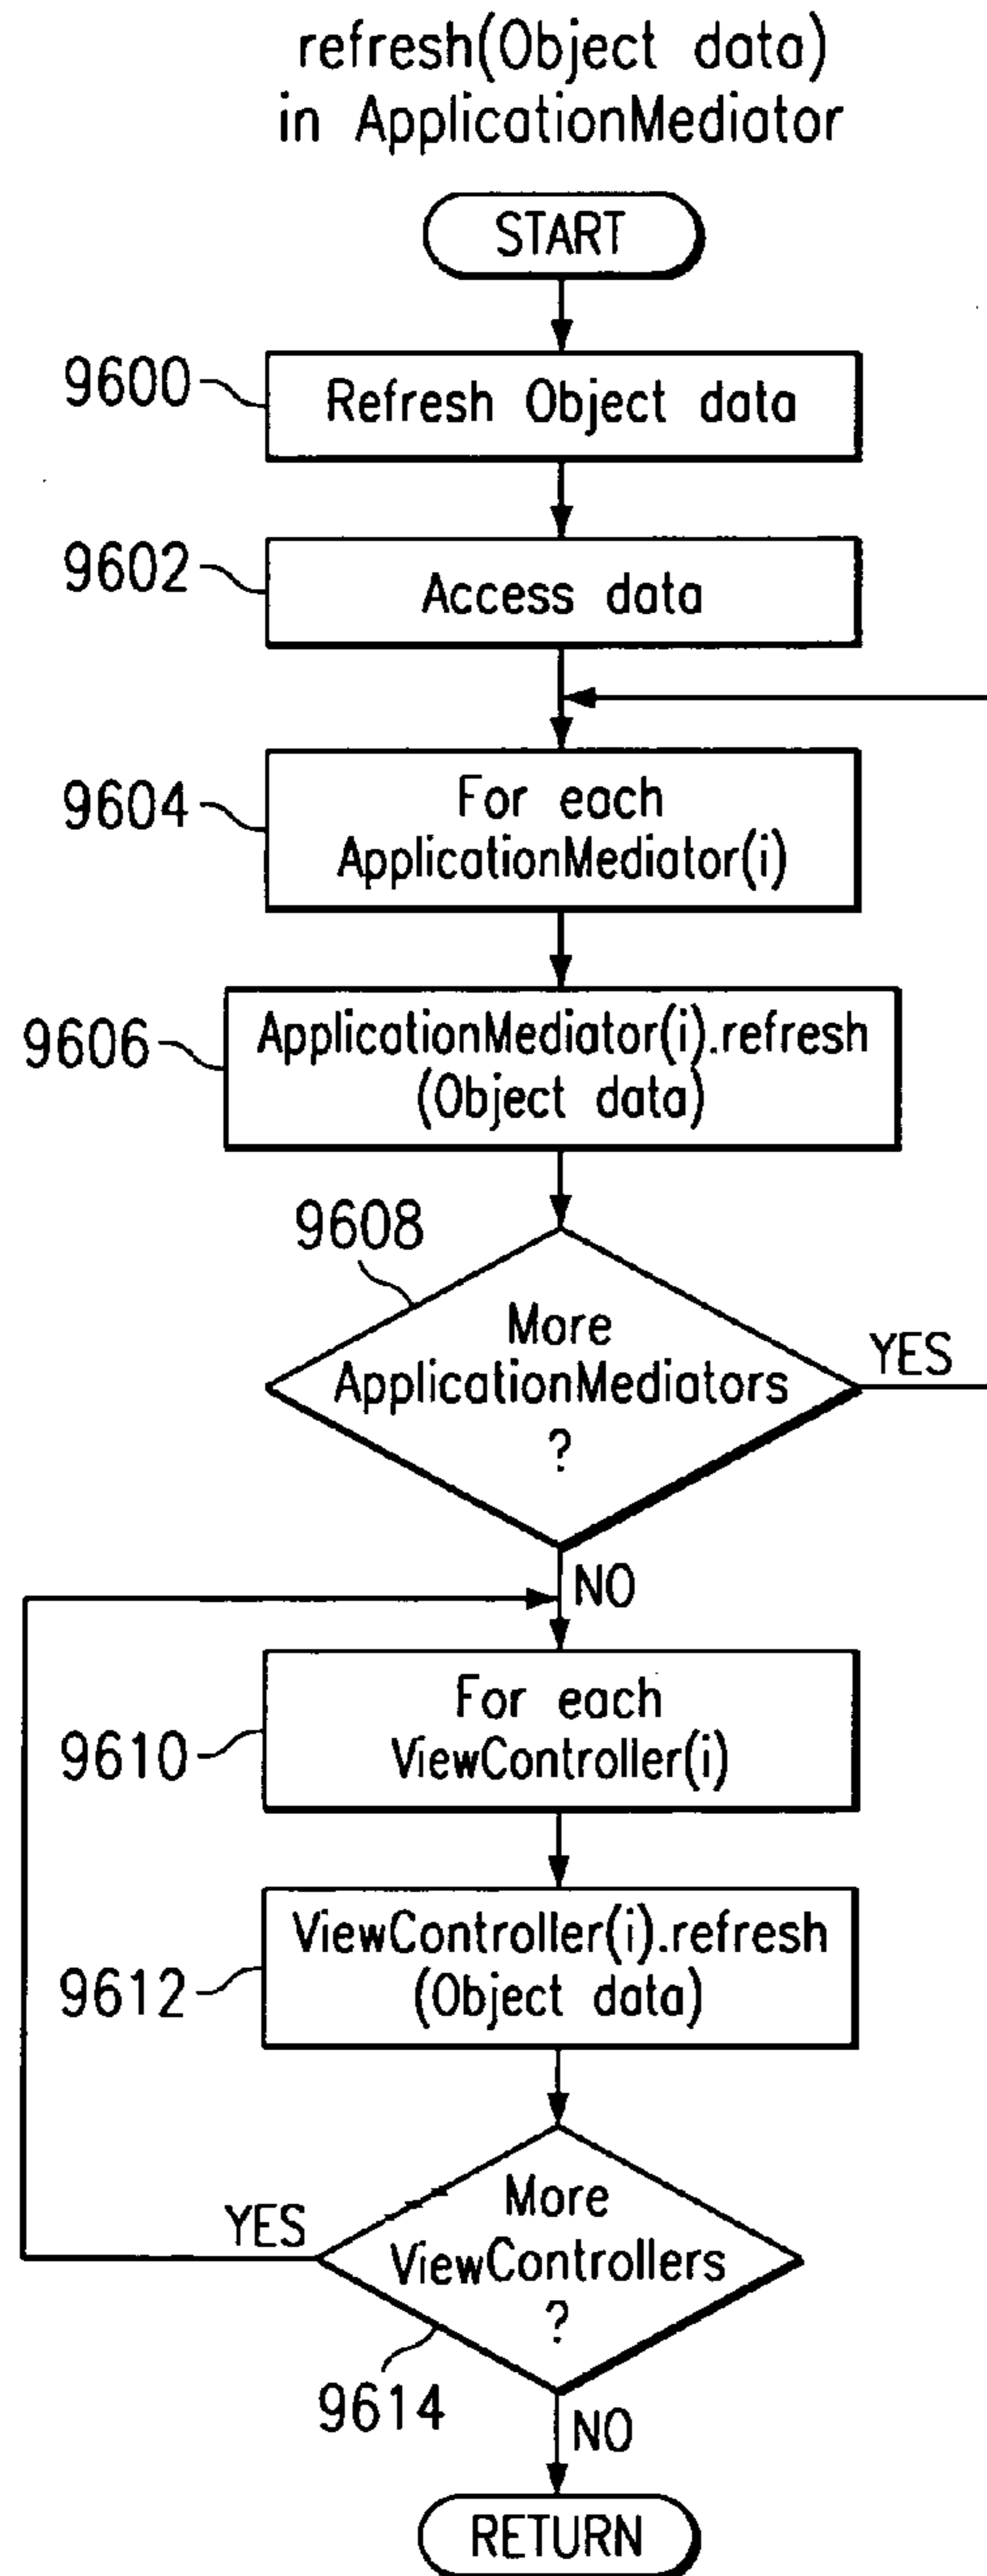 refresh(Object data)
in ApplicationMediator
START
9600
Refresh Object data
9602
Access data
9604
For each
ApplicationMediator(i)
9606
ApplicationMediator(i).refresh
(Object data)
9608
More
ApplicationMediators
?
YES
NO
9610
For each
ViewController(i)
9612
ViewController(i).refresh
(Object data)
YES
More
ViewControllers
?
9614
NO
RETURN